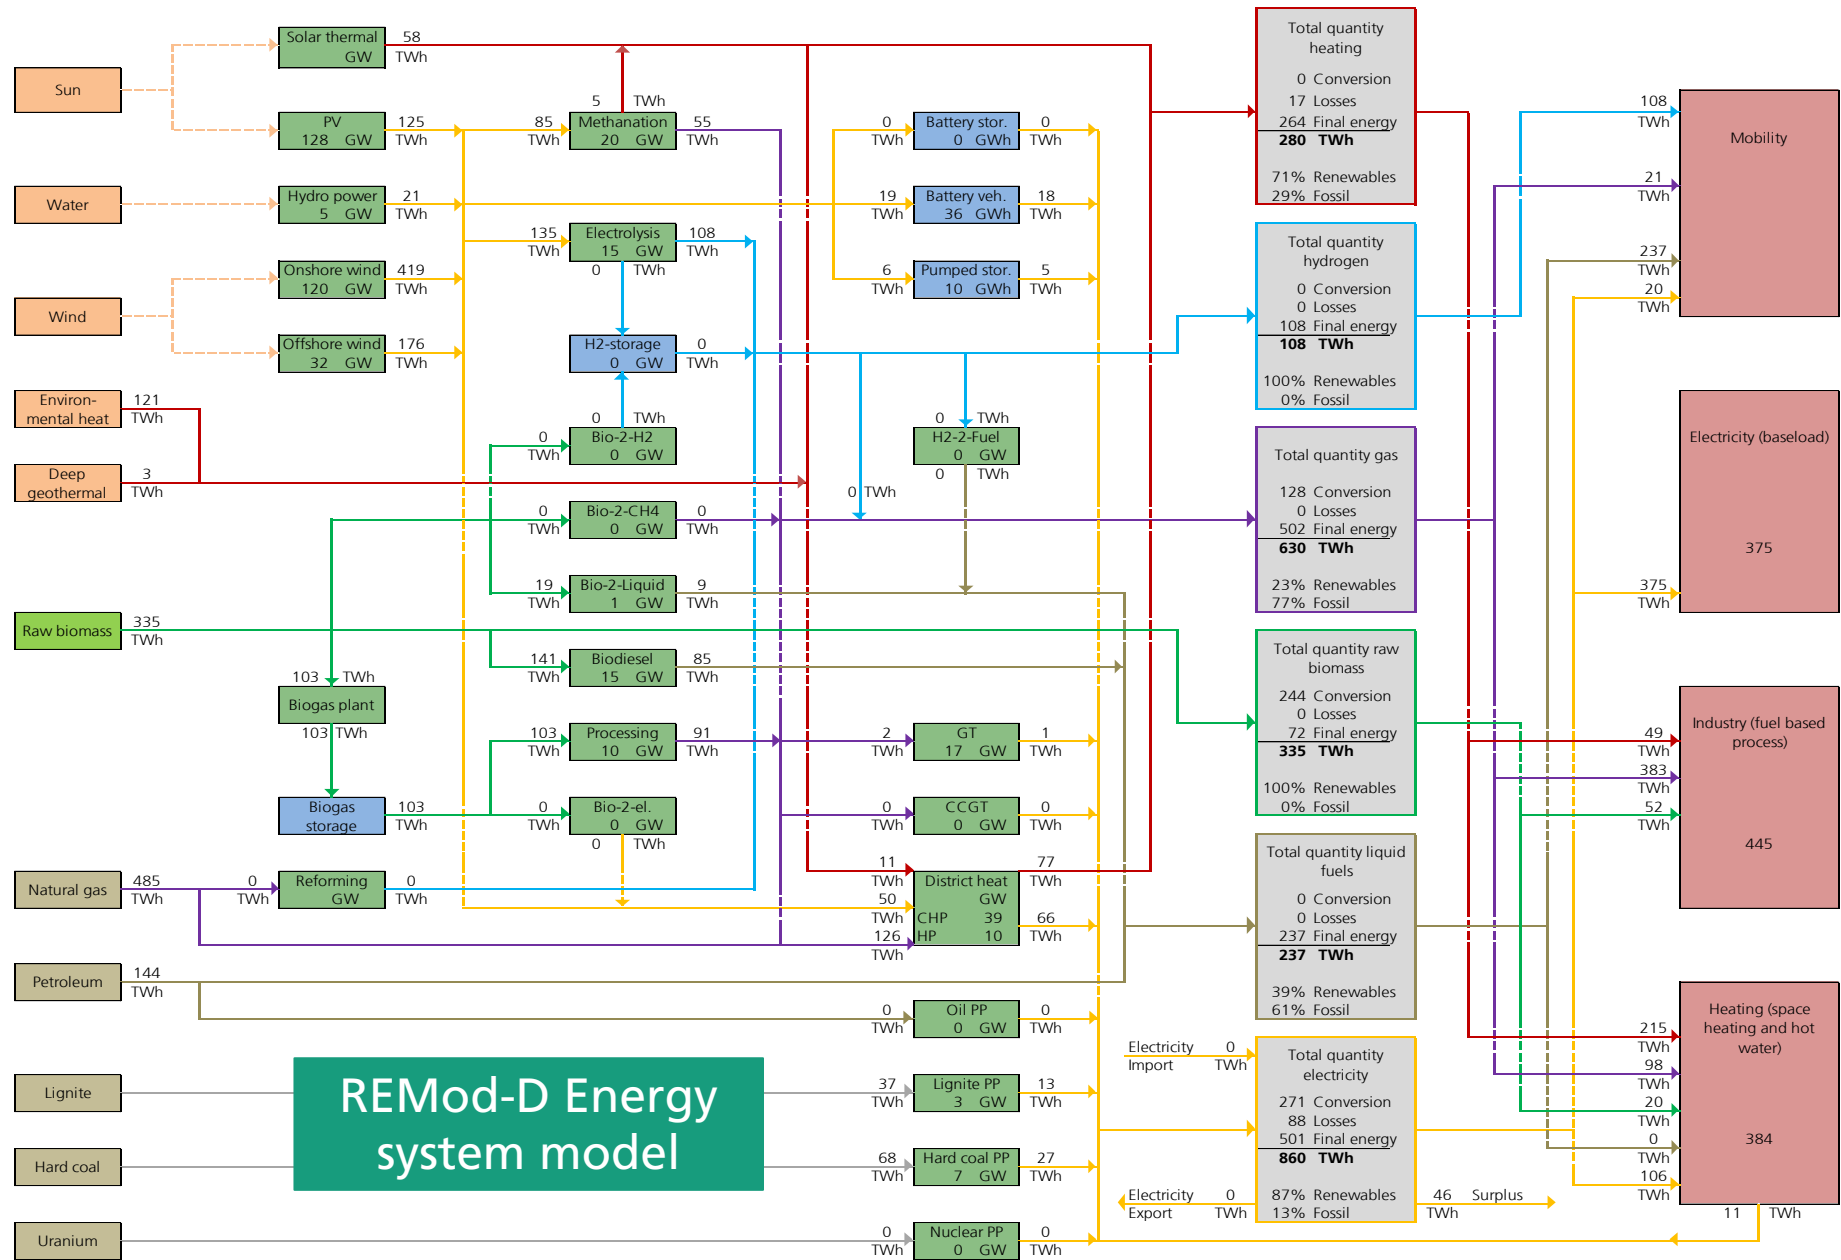 Sun
Water
Wind
Environ-
mental heat
121
TWh
Deep
geothermal
3
TWh
Raw biomass
335
TWh
Natural gas
485
TWh
Petroleum
144
TWh
Lignite
Hard coal
Uranium
Solar thermal
GW
58
TWh
PV
128 GW
125
TWh
Hydro power
5 GW
21
TWh
Onshore wind
120 GW
419
TWh
Offshore wind
32 GW
176
TWh
103 TWh
Biogas plant
103 TWh
Biogas
storage
103
TWh
0
TWh
Reforming
GW
0
TWh
REMod-D Energy
system model
5 TWh
85
TWh
Methanation
20 GW
55
TWh
135
TWh
Electrolysis
15 GW
108
TWh
0 TWh
H2-storage
0 GW
0
TWh
0 TWh
0
TWh
Bio-2-H2
0 GW
0
TWh
Bio-2-CH4
0 GW
0
TWh
19
TWh
Bio-2-Liquid
1 GW
9
TWh
141
TWh
Biodiesel
15 GW
85
TWh
103
TWh
Processing
10 GW
91
TWh
0
TWh
Bio-2-el.
0 GW
0 TWh
0
TWh
Battery stor.
0 GWh
0
TWh
19
TWh
Battery veh.
36 GWh
18
TWh
6
TWh
Pumped stor.
10 GWh
5
TWh
0 TWh
H2-2-Fuel
0 GW
0 TWh
0 TWh
2
TWh
GT
17 GW
1
TWh
0
TWh
CCGT
0 GW
0
TWh
11
TWh
50
TWh
126
TWh
District heat
GW
CHP 39
HP 10
77
TWh
66
TWh
0
TWh
Oil PP
0 GW
0
TWh
37
TWh
Lignite PP
3 GW
13
TWh
68
TWh
Hard coal PP
7 GW
27
TWh
0
TWh
Nuclear PP
0 GW
0
TWh
Total quantity
heating
0 Conversion
17 Losses
264 Final energy
280 TWh
71% Renewables
29% Fossil
Total quantity
hydrogen
0 Conversion
0 Losses
108 Final energy
108 TWh
100% Renewables
0% Fossil
Total quantity gas
128 Conversion
0 Losses
502 Final energy
630 TWh
23% Renewables
77% Fossil
Total quantity raw
biomass
244 Conversion
0 Losses
72 Final energy
335 TWh
100% Renewables
0% Fossil
Total quantity liquid
fuels
0 Conversion
0 Losses
237 Final energy
237 TWh
39% Renewables
61% Fossil
Electricity 0
Import TWh
Total quantity
electricity
271 Conversion
88 Losses
501 Final energy
860 TWh
87% Renewables
13% Fossil
Electricity 0
Export TWh
46 Surplus
TWh
108
TWh
21
TWh
237
TWh
20
TWh
Mobility
Electricity (baseload)
375
375
TWh
Industry (fuel based
process)
445
49
TWh
383
TWh
52
TWh
Heating (space
heating and hot
water)
384
215
TWh
98
TWh
20
TWh
0
TWh
106
TWh
11 TWh